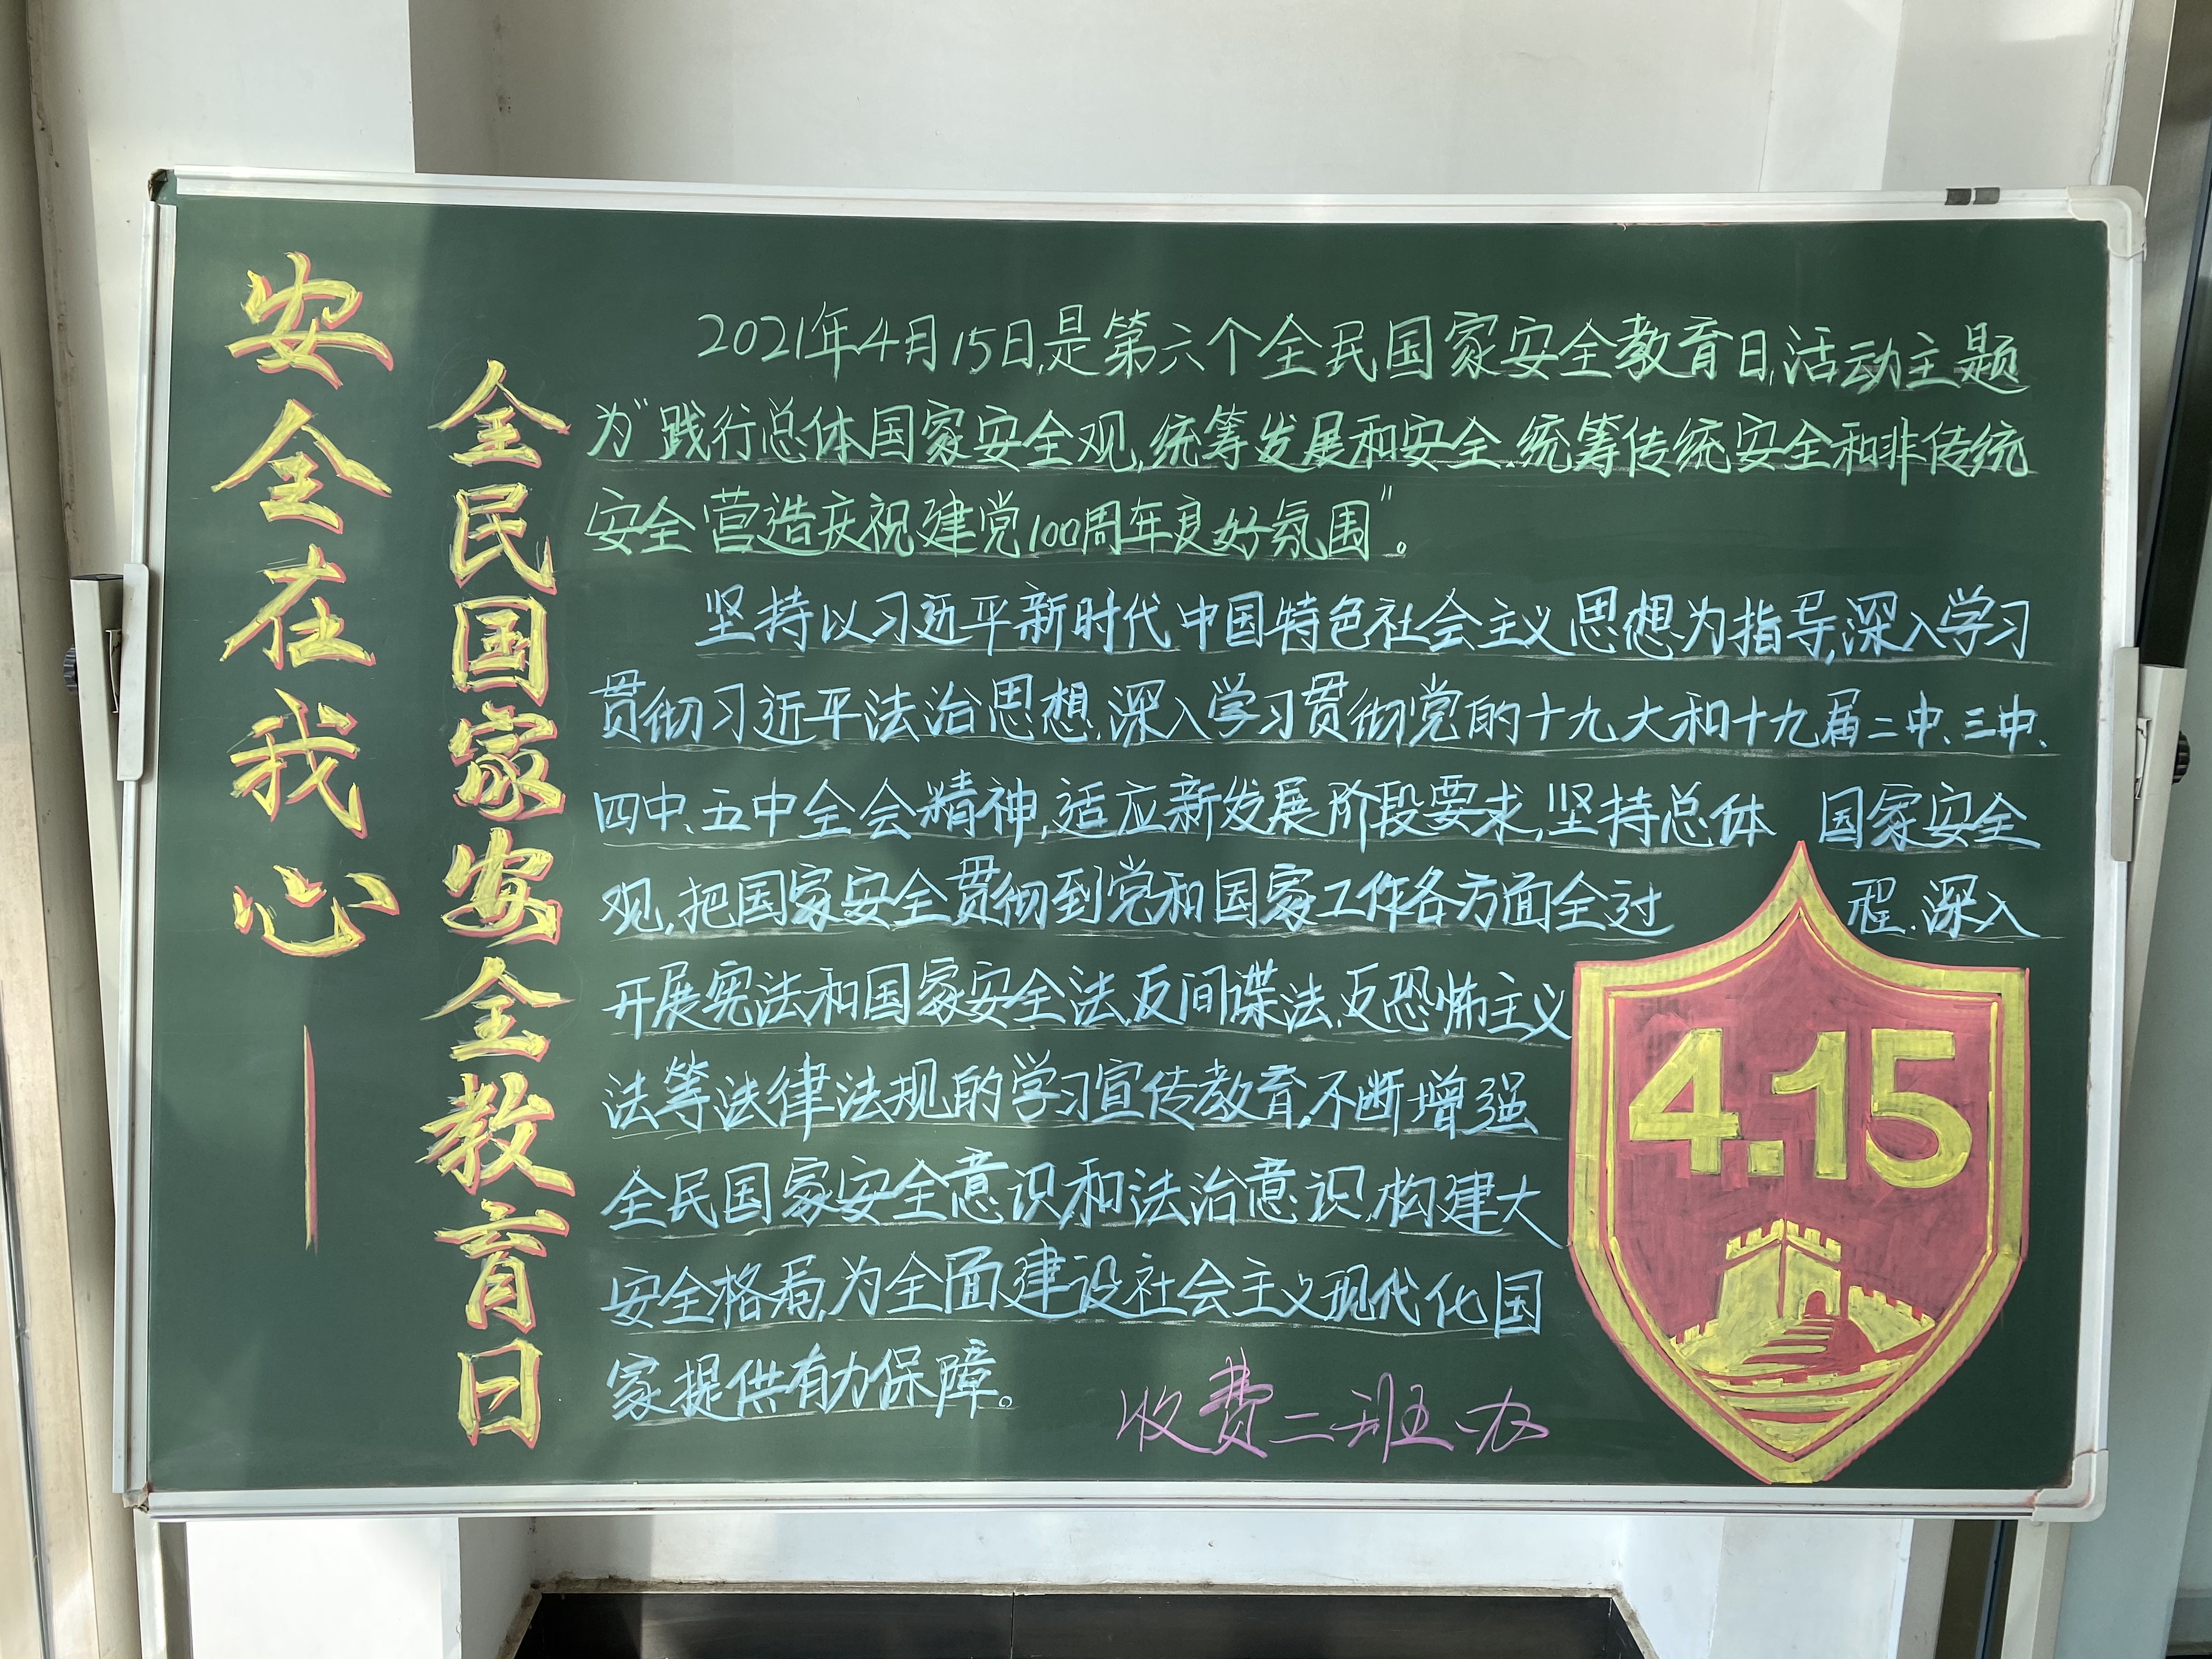 安全在我心——
全民国家安全教育日
2021年4月15日,是第六个全民国家安全教育日,活动主题
为“践行总体国家安全观,统筹发展和安全,统筹传统安全和非传统
安全营造庆祝建党100周年良好氛围”。
坚持以习近平新时代中国特色社会主义思想为指导,深入学习
贯彻习近平法治思想,深入学习贯彻党的十九大和十九届二中、三中、
四中、五中全会精神,适应新发展阶段要求,坚持总体 国家安全
观,把国家安全贯彻到党和国家工作各方面全过 程,深入
开展宪法和国家安全法,反间谍法,反恐怖主义
法等法律法规的学习宣传教育,不断增强
全民国家安全意识和法治意识,构建大
安全格局,为全面建设社会主义现代化国
家提供有力保障。
收费二班办
4.15